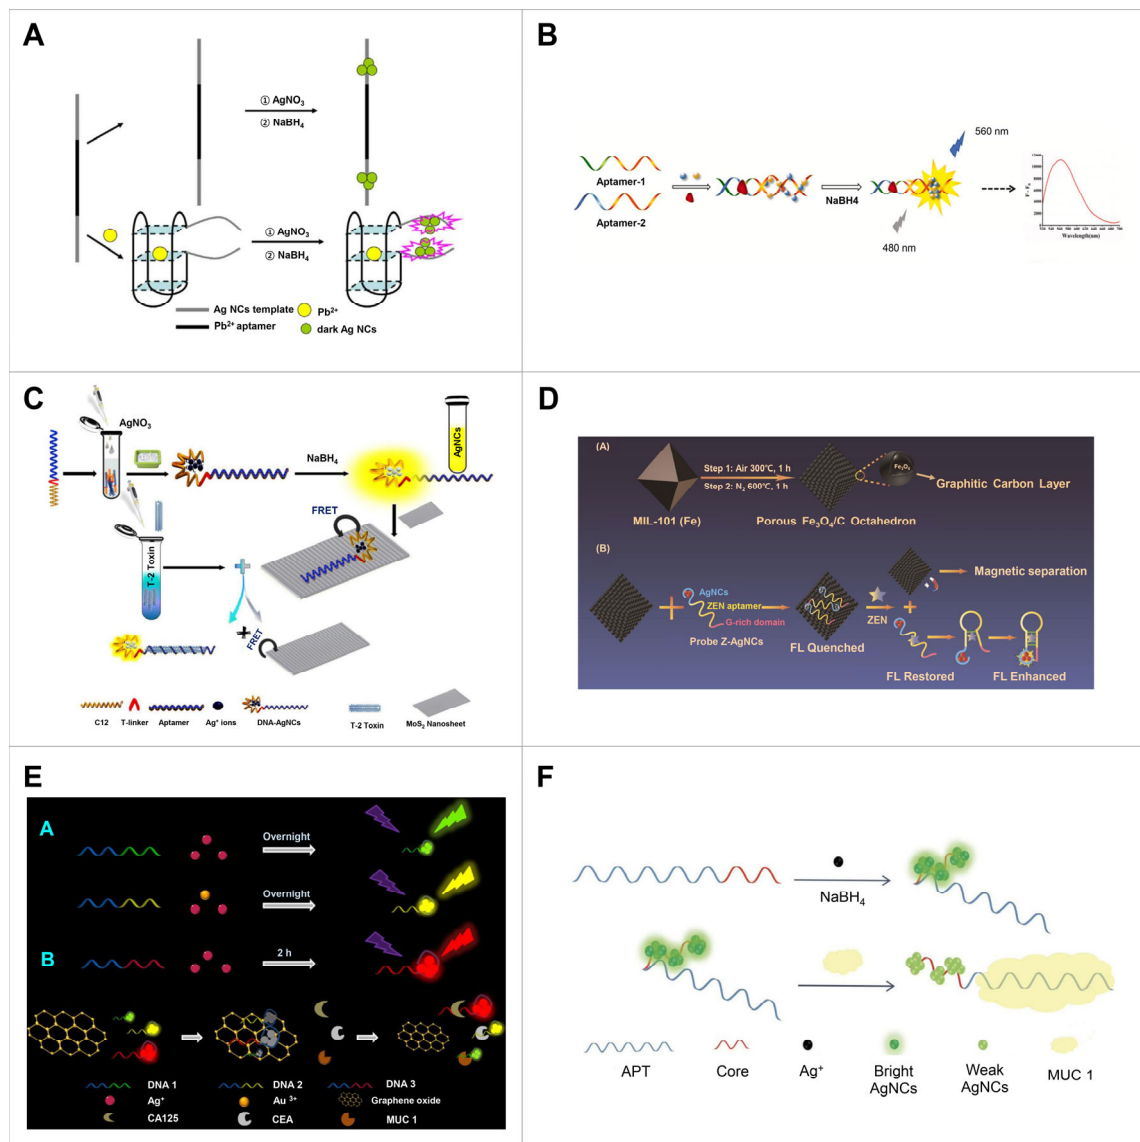 A
① AgNO₃
② NaBH₄
① AgNO₃
② NaBH₄
Ag NCs template
Pb²⁺
Pb²⁺ aptamer
dark Ag NCs
B
560 nm
Aptamer-1
Aptamer-2
NaBH4
480 nm
Wavelength(nm)
C
AgNO₃
AgNCs
NaBH₄
FRET
T-2 Toxin
FRET
C12
T-linker
Aptamer
Ag⁺ ions
DNA-AgNCs
T-2 Toxin
MoS₂ Nanosheet
D
(A)
Step 1: Air 300℃, 1 h
Step 2: N₂ 600℃, 1 h
Fe₃O₄
Graphitic Carbon Layer
MIL-101 (Fe)
Porous Fe₃O₄/C Octahedron
(B)
Magnetic separation
AgNCs
ZEN aptamer
G-rich domain
ZEN
Probe Z-AgNCs
FL Quenched
FL Restored
FL Enhanced
E
A
Overnight
Overnight
B
2 h
DNA 1
DNA 2
DNA 3
Ag⁺
Au ³⁺
Graphene oxide
CA125
CEA
MUC 1
F
NaBH₄
APT
Core
Ag⁺
Bright
AgNCs
Weak
AgNCs
MUC 1